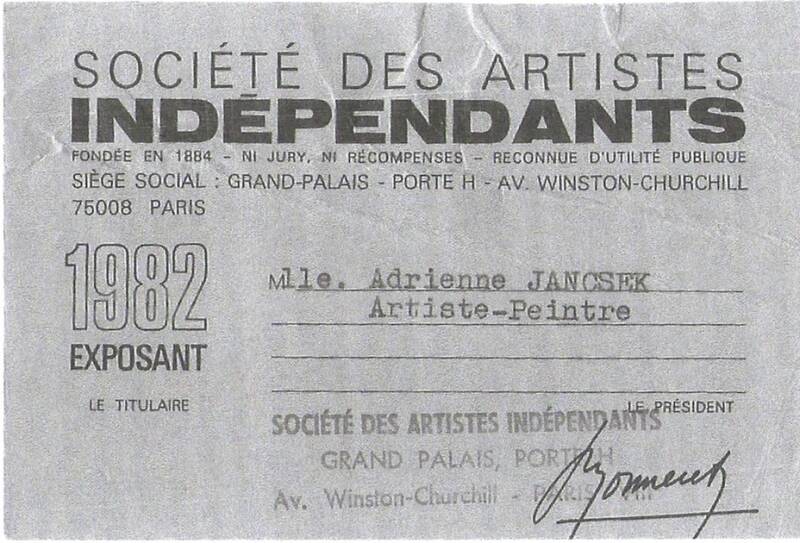 SOCIÉTÉ DES ARTISTES
INDÉPENDANTS
FONDÉE EN 1884 - NI JURY, NI RÉCOMPENSES - RECONNUE D'UTILITÉ PUBLIQUE
SIÈGE SOCIAL : GRAND-PALAIS - PORTE H - AV. WINSTON-CHURCHILL
75008 PARIS
1982
EXPOSANT
Mlle. Adrienne JANCSEK
Artiste-Peintre
LE TITULAIRE
LE PRÉSIDENT
SOCIÉTÉ DES ARTISTES INDÉPENDANTS
GRAND PALAIS, PORTE H
Av. Winston-Churchill - PARIS